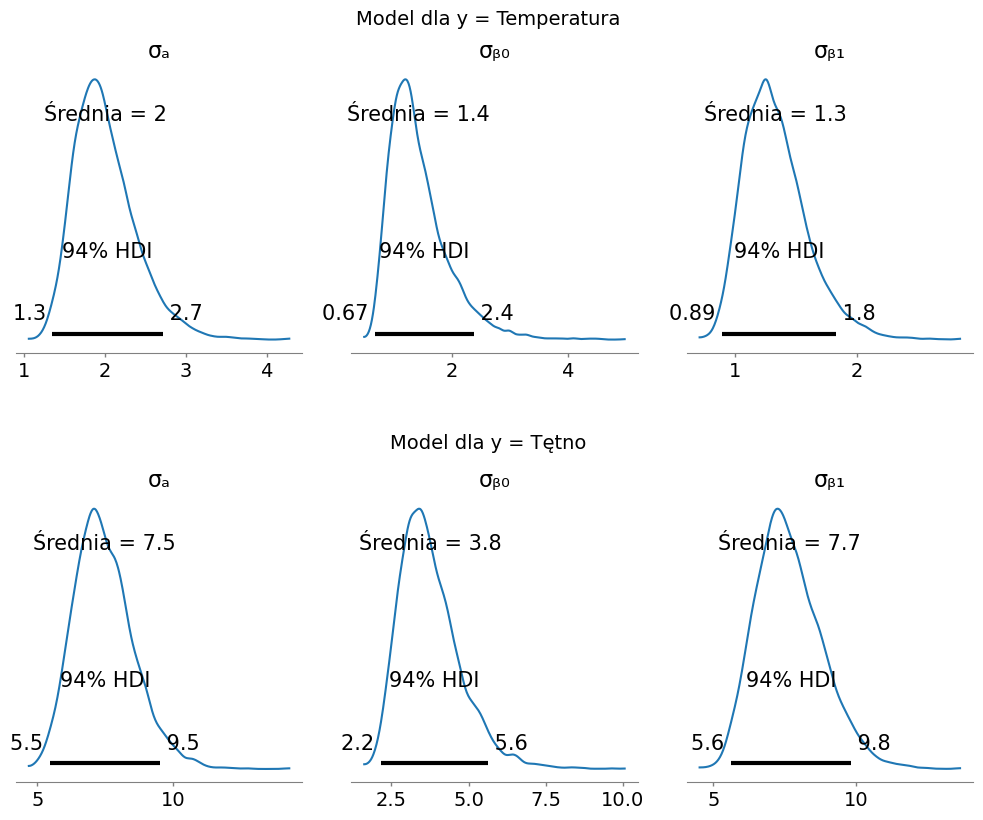 Model dla y = Temperatura
σₐ
σᵦ₀
σᵦ₁
Średnia = 2
Średnia = 1.4
Średnia = 1.3
94% HDI
94% HDI
94% HDI
1.3 2.7
0.67 2.4
0.89 1.8
1 2 3 4
2 4
1 2
Model dla y = Tętno
σₐ
σᵦ₀
σᵦ₁
Średnia = 7.5
Średnia = 3.8
Średnia = 7.7
94% HDI
94% HDI
94% HDI
5.5 9.5
2.2 5.6
5.6 9.8
5 10
2.5 5.0 7.5 10.0
5 10